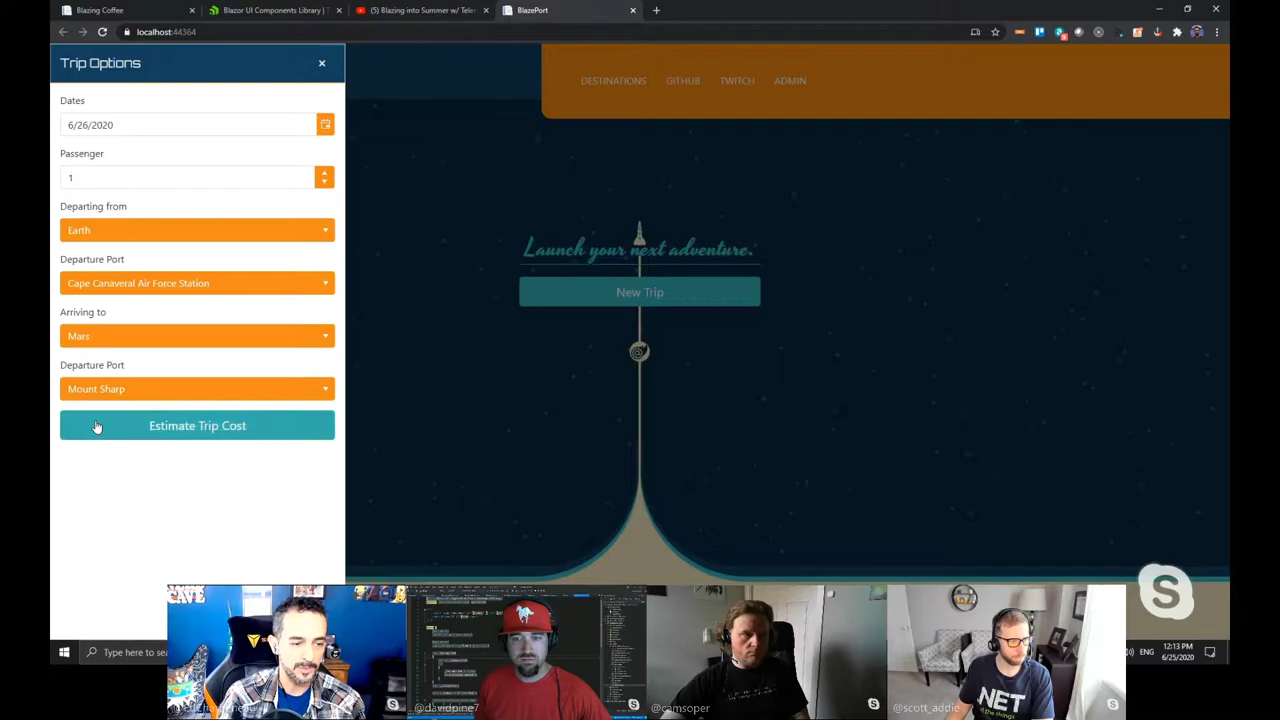 Blazing Coffee
Blazor UI Components Library | T
(5) Blazing into Summer w/ Teler
BlazePort
localhost:44364
Trip Options
DESTINATIONS
GITHUB
TWITCH
ADMIN
Dates
6/26/2020
Passenger
1
Departing from
Earth
Departure Port
Cape Canaveral Air Force Station
Arriving to
Mars
Departure Port
Mount Sharp
Estimate Trip Cost
Launch your next adventure.
New Trip
@
S
CAVE
Type here to sea
ENG
12:13 PM
6/25/2020
.NET
@davidpine7
@camsoper
@scott_addie